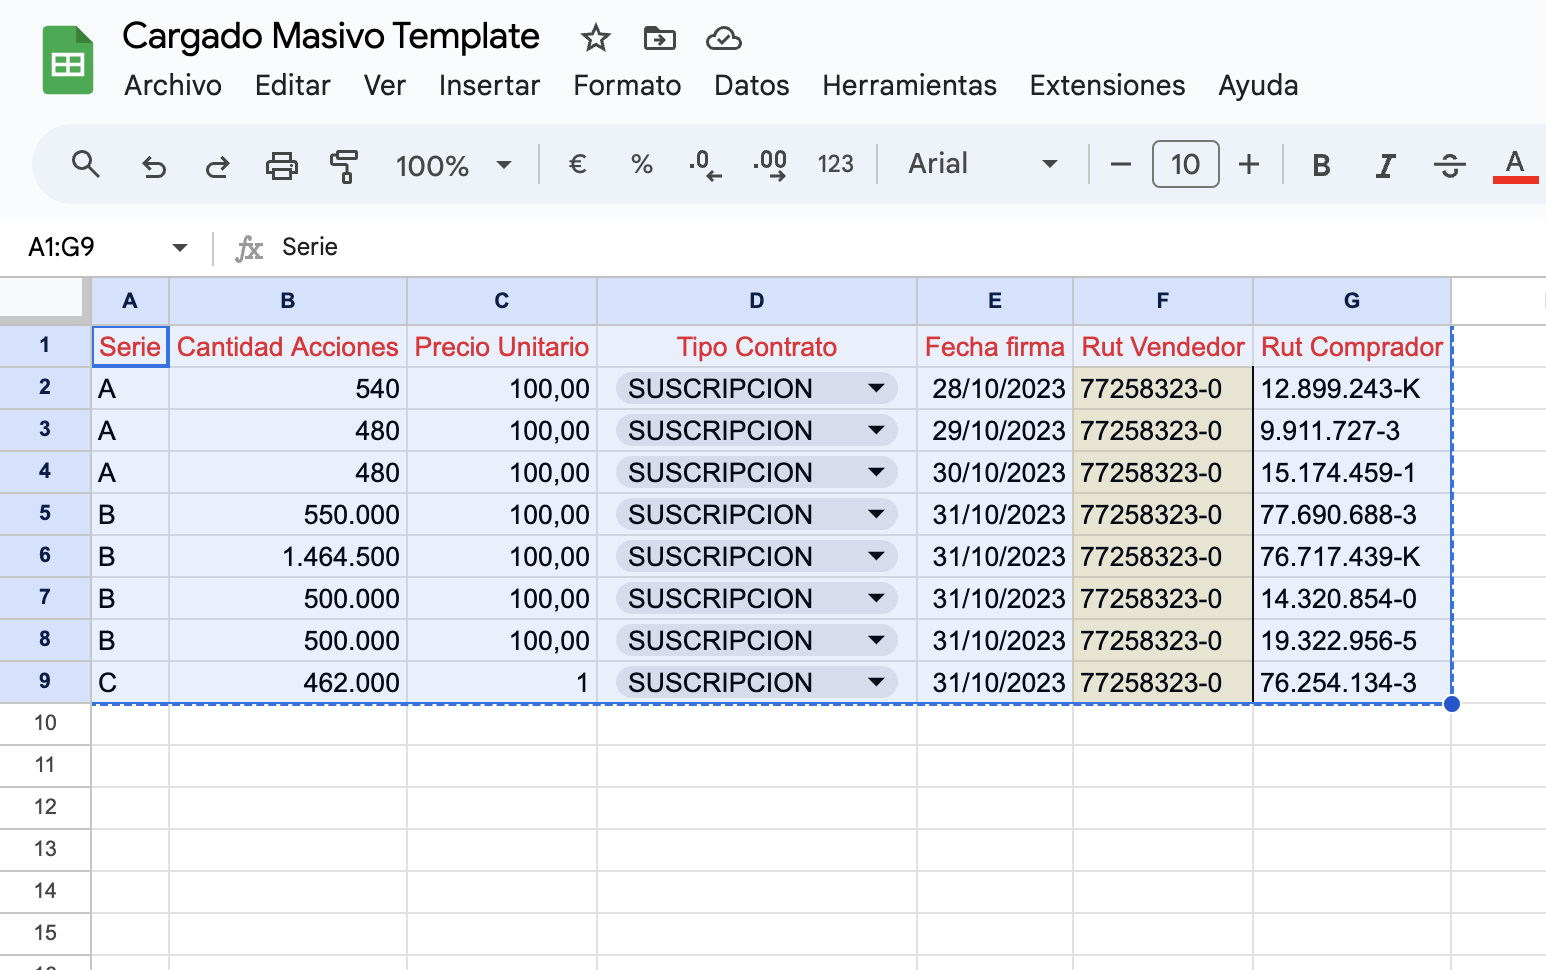 Cargado Masivo Template
Archivo Editar Ver Insertar Formato Datos Herramientas Extensiones Ayuda
100% € % .0 .00 123 Arial 10 B I S A
A1:G9 fx Serie
A B C D E F G
1 Serie Cantidad Acciones Precio Unitario Tipo Contrato Fecha firma Rut Vendedor Rut Comprador
2 A 540 100,00 SUSCRIPCION 28/10/2023 77258323-0 12.899.243-K
3 A 480 100,00 SUSCRIPCION 29/10/2023 77258323-0 9.911.727-3
4 A 480 100,00 SUSCRIPCION 30/10/2023 77258323-0 15.174.459-1
5 B 550.000 100,00 SUSCRIPCION 31/10/2023 77258323-0 77.690.688-3
6 B 1.464.500 100,00 SUSCRIPCION 31/10/2023 77258323-0 76.717.439-K
7 B 500.000 100,00 SUSCRIPCION 31/10/2023 77258323-0 14.320.854-0
8 B 500.000 100,00 SUSCRIPCION 31/10/2023 77258323-0 19.322.956-5
9 C 462.000 1 SUSCRIPCION 31/10/2023 77258323-0 76.254.134-3
10
11
12
13
14
15